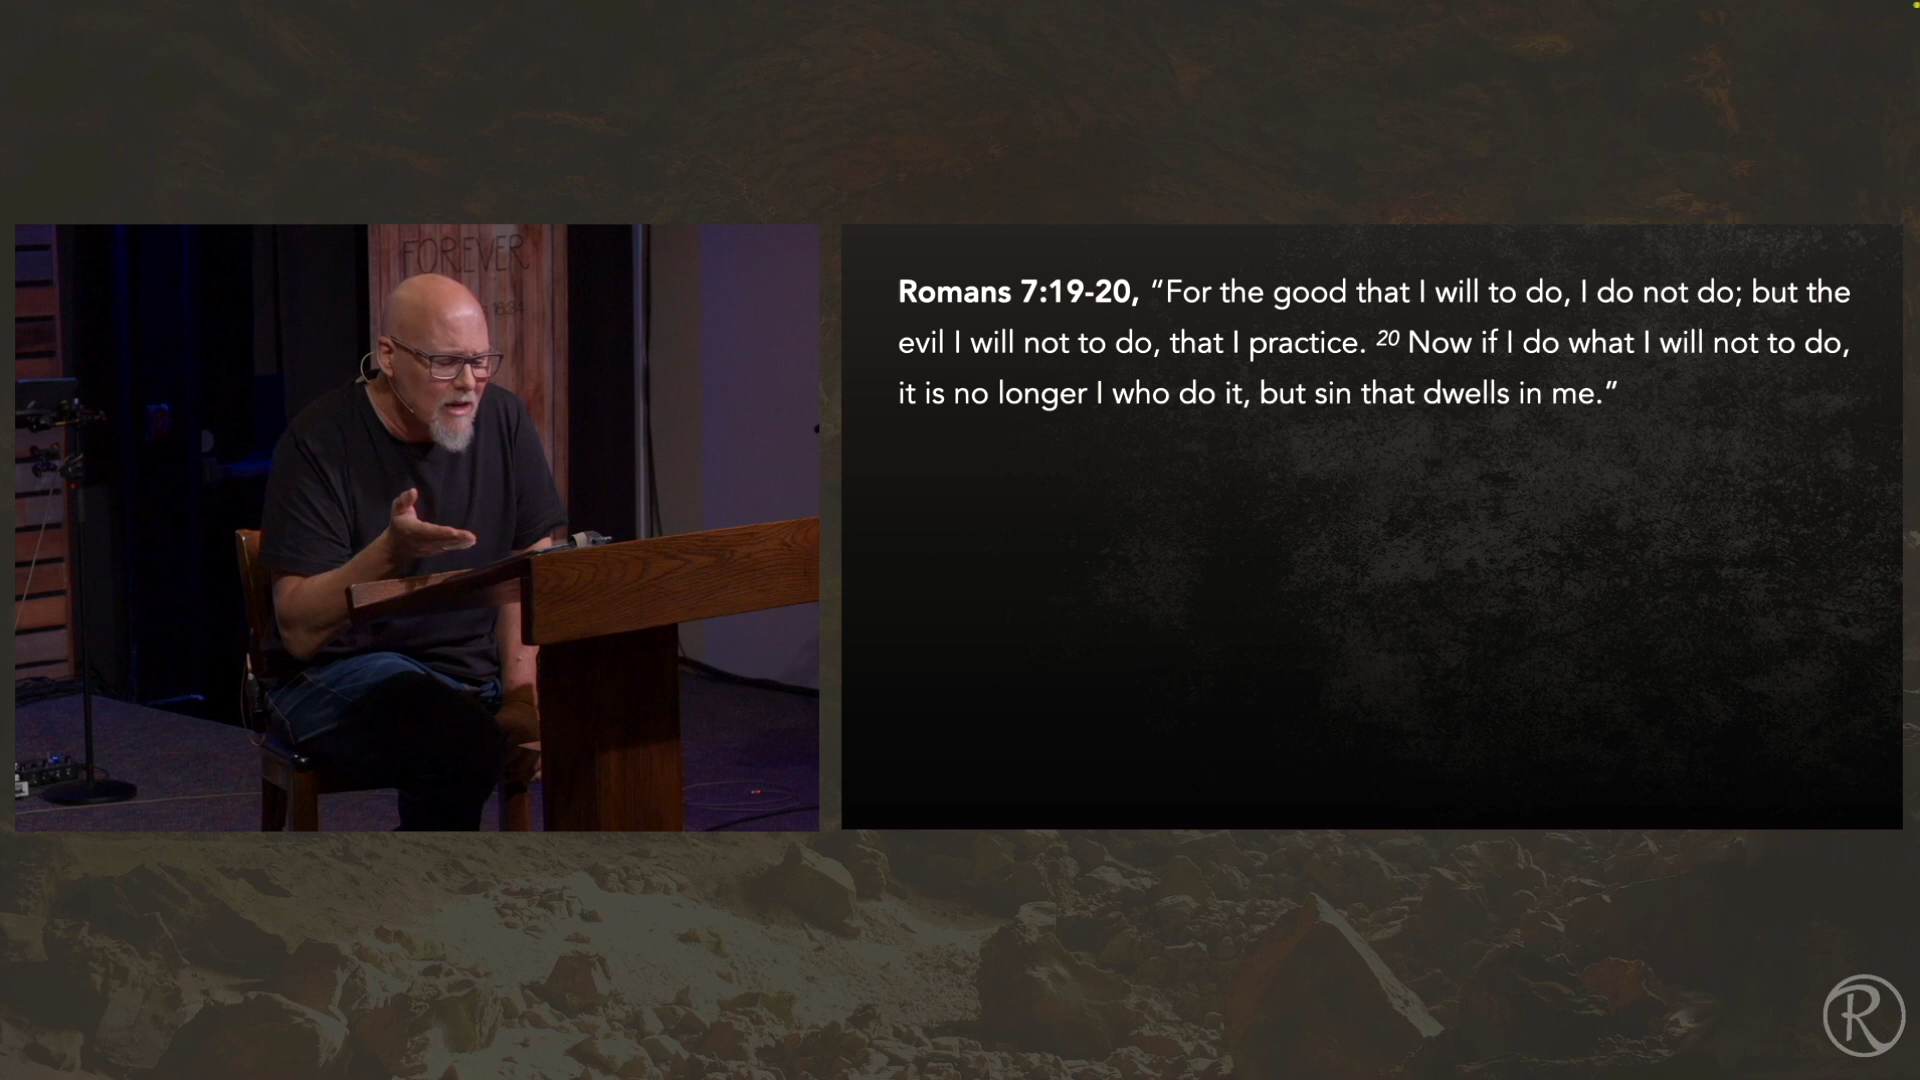 FOREVER
16:34
Romans 7:19-20, “For the good that I will to do, I do not do; but the
evil I will not to do, that I practice. 20 Now if I do what I will not to do,
it is no longer I who do it, but sin that dwells in me.”
R